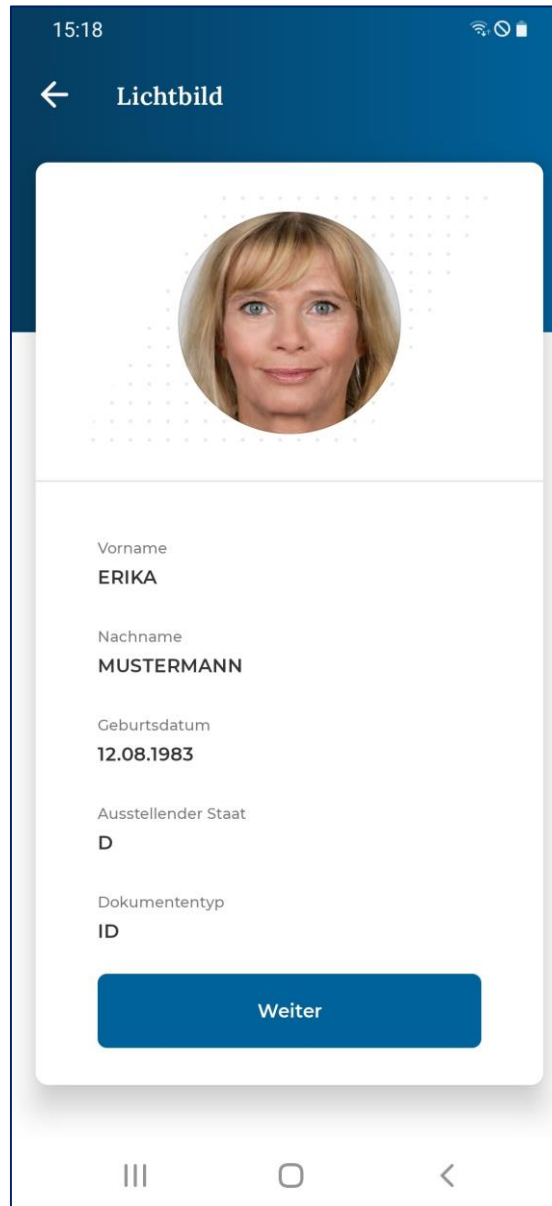 15:18
Lichtbild
Vorname
ERIKA
Nachname
MUSTERMANN
Geburtsdatum
12.08.1983
Ausstellender Staat
D
Dokumententyp
ID
Weiter